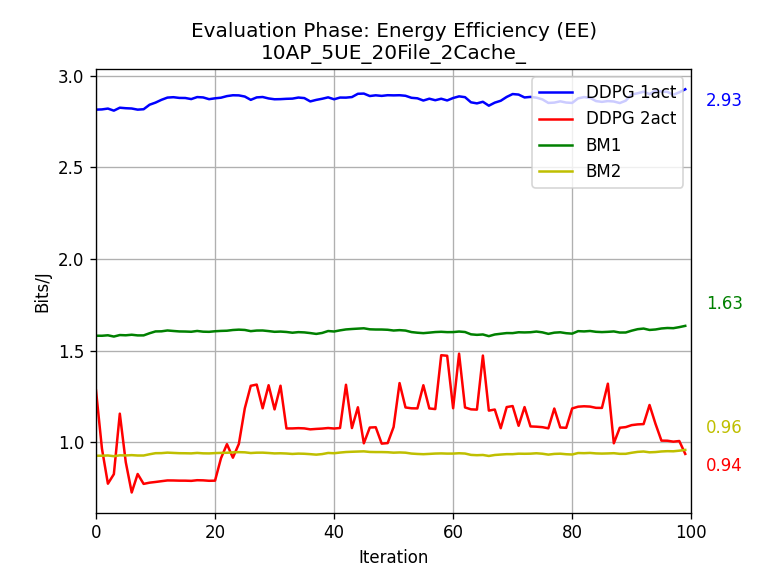 Evaluation Phase: Energy Efficiency (EE)
10AP_5UE_20File_2Cache_
Bits/J
3.0
2.5
2.0
1.5
1.0
0
20
40
60
80
100
Iteration
DDPG 1act
DDPG 2act
BM1
BM2
2.93
1.63
0.96
0.94